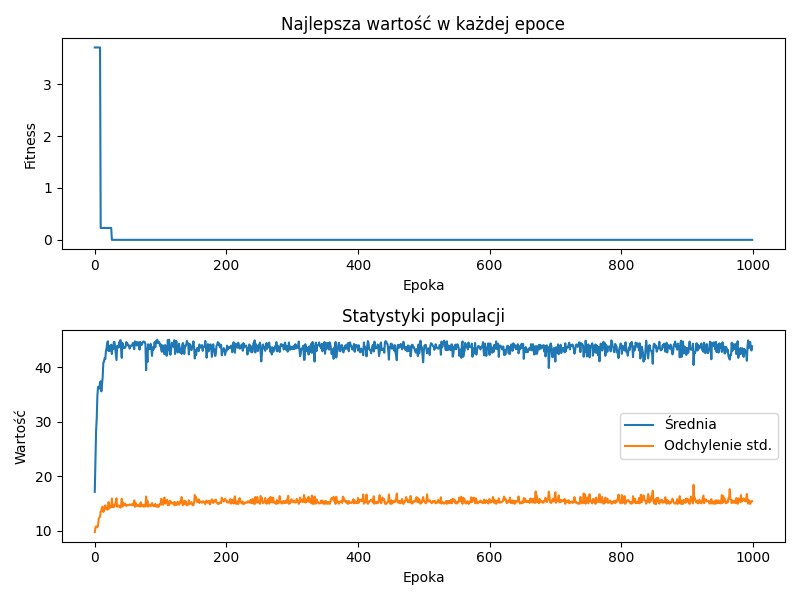 Najlepsza wartość w każdej epoce
Fitness
3
2
1
0
0 200 400 600 800 1000
Epoka
Statystyki populacji
Wartość
40
30
20
10
Średnia
Odchylenie std.
0 200 400 600 800 1000
Epoka